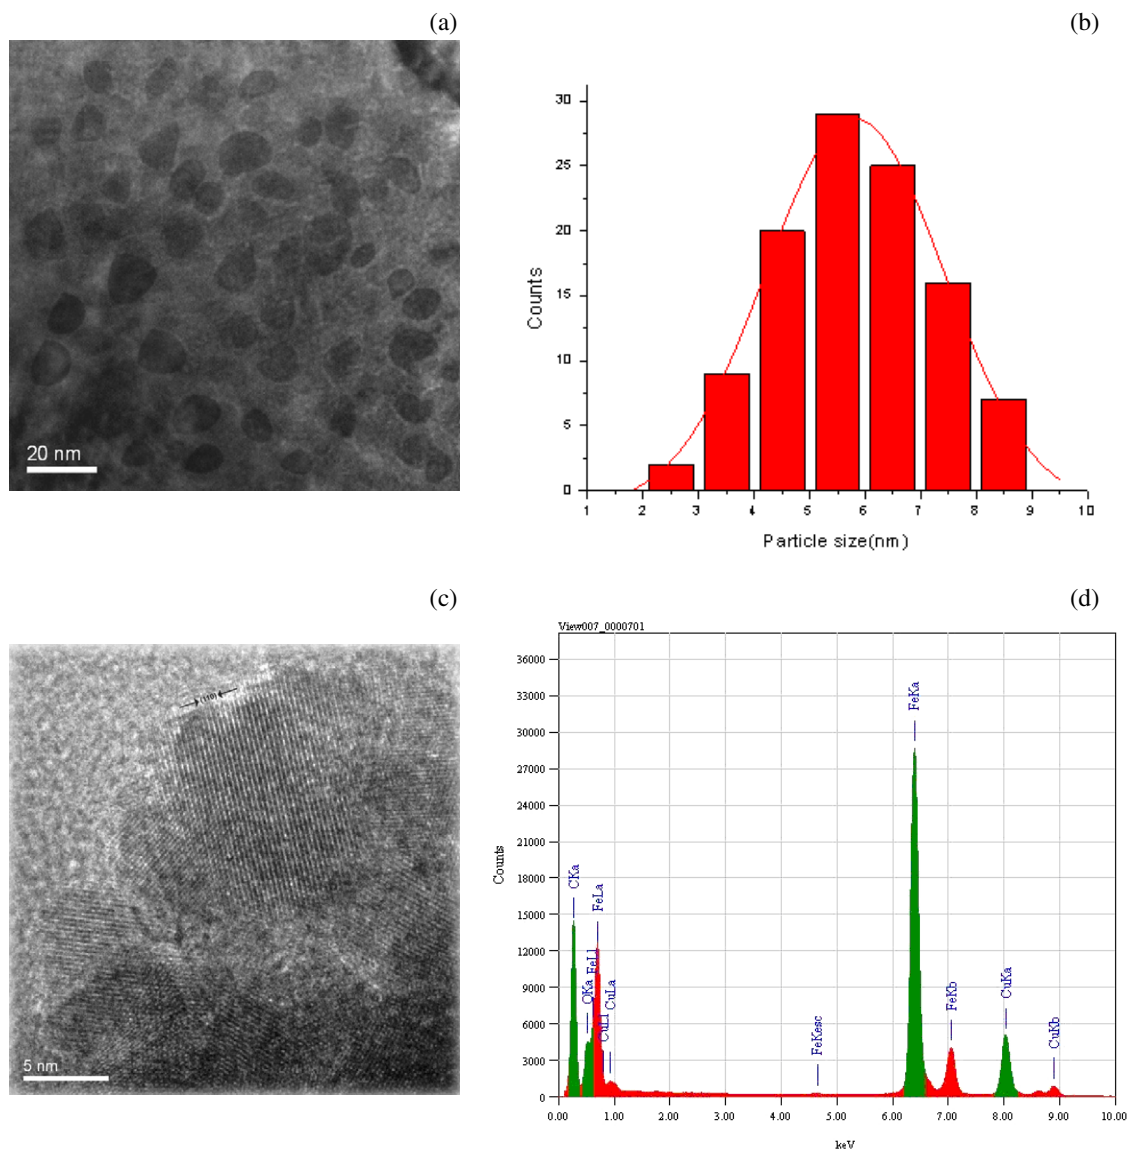 (a)
20 nm
(b)
30
25
20
15
10
5
0
Counts
1 2 3 4 5 6 7 8 9 10
Particle size(nm)
(c)
(110)
5 nm
(d)
View007_0000701
36000
33000
30000
27000
24000
21000
18000
15000
12000
9000
6000
3000
0
Counts
CKa
OKa
FeLl
FeLa
CuLl
CuLa
FeKesc
FeKa
FeKb
CuKa
CuKb
0.00 1.00 2.00 3.00 4.00 5.00 6.00 7.00 8.00 9.00 10.00
keV